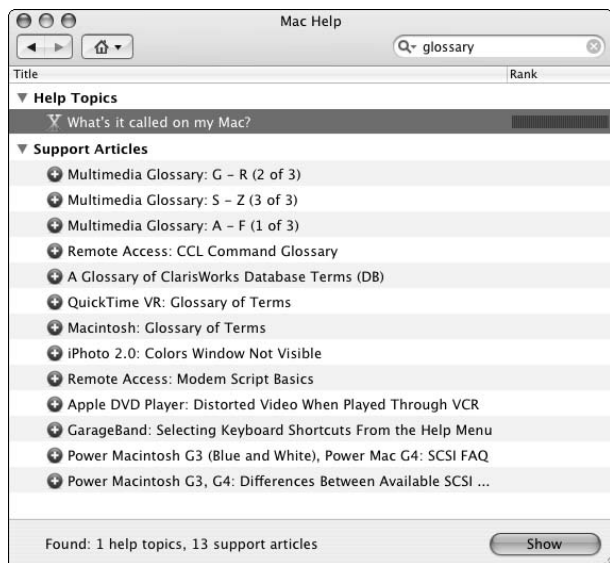 Mac Help
glossary
Title Rank
Help Topics
What's it called on my Mac?
Support Articles
Multimedia Glossary: G – R (2 of 3)
Multimedia Glossary: S – Z (3 of 3)
Multimedia Glossary: A – F (1 of 3)
Remote Access: CCL Command Glossary
A Glossary of ClarisWorks Database Terms (DB)
QuickTime VR: Glossary of Terms
Macintosh: Glossary of Terms
iPhoto 2.0: Colors Window Not Visible
Remote Access: Modem Script Basics
Apple DVD Player: Distorted Video When Played Through VCR
GarageBand: Selecting Keyboard Shortcuts From the Help Menu
Power Macintosh G3 (Blue and White), Power Mac G4: SCSI FAQ
Power Macintosh G3, G4: Differences Between Available SCSI ...
Found: 1 help topics, 13 support articles Show